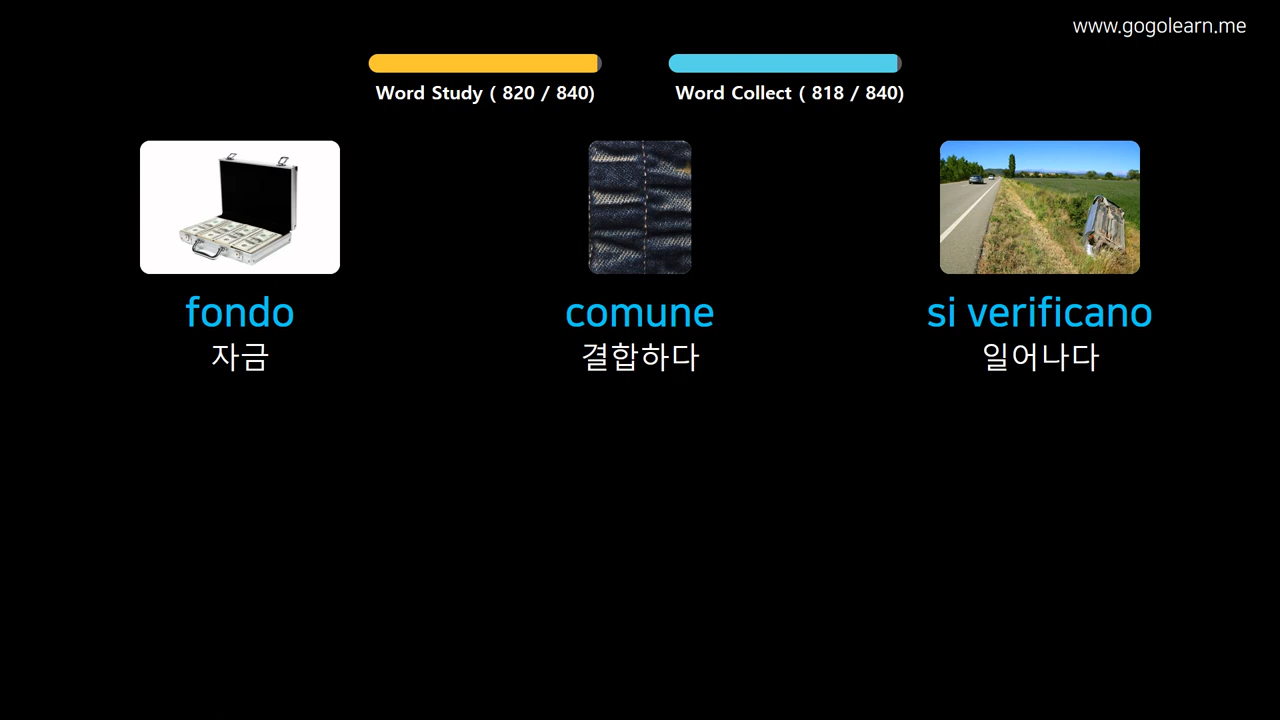 www.gogolearn.me
Word Study ( 820 / 840)
Word Collect ( 818 / 840)
fondo
comune
si verificano
자금
결합하다
일어나다